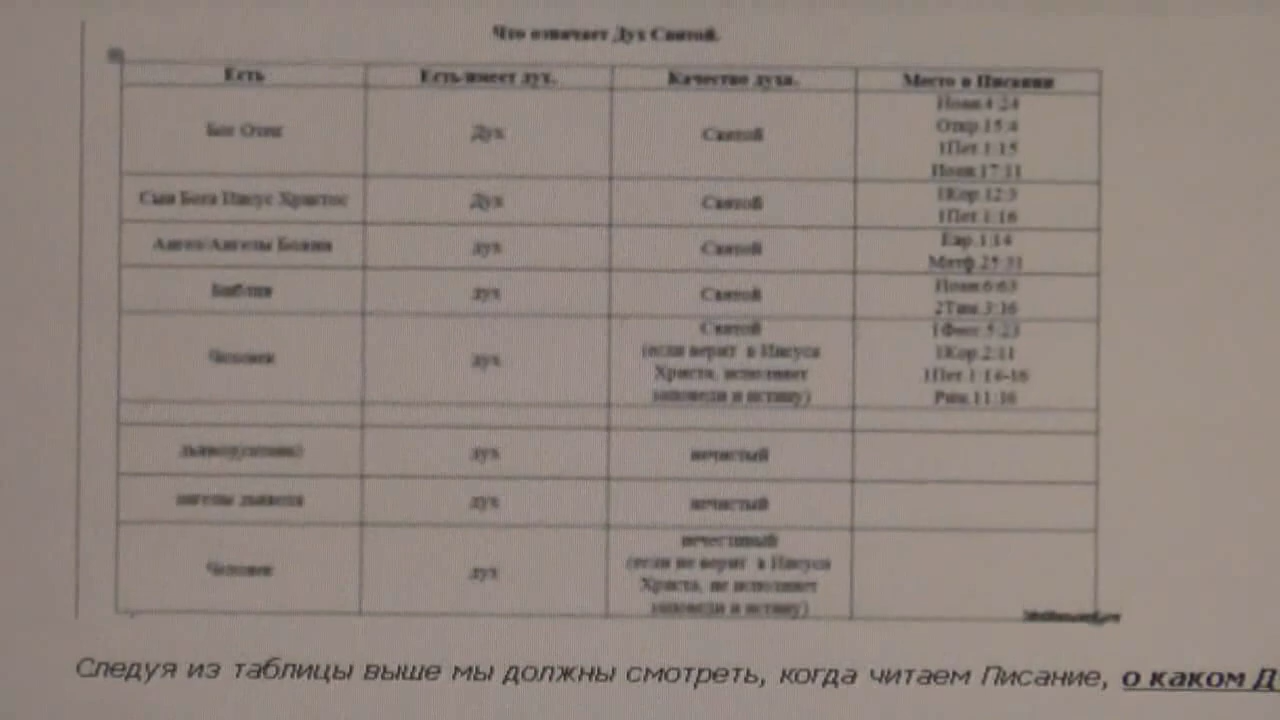 Что означает Дух Святой.
Есть Есть/имеет дух. Качество духа. Место в Писании
Бог Отец Дух Святой Иоан.4:24
Откр.15:4
1Пет.1:15
Иоан.17:11
Сын Бога Иисус Христос Дух Святой 1Кор.12:3
1Пет.1:16
Ангел/Ангелы Божии дух Святой Евр.1:14
Матф.25:31
Библия дух Святой Иоан.6:63
2Тим.3:16
Человек дух Святой
(если верит в Иисуса
Христа, исполняет
заповеди и истину)
1Фес.5:23
1Кор.2:11
1Пет.1:14-16
Рим.11:16
дьявол(сатана) дух нечистый
ангелы дьявола дух нечистый
Человек дух нечестивый
(если не верит в Иисуса
Христа, не исполняет
заповеди и истину)
Следуя из таблицы выше мы должны смотреть, когда читаем Писание, о каком Д